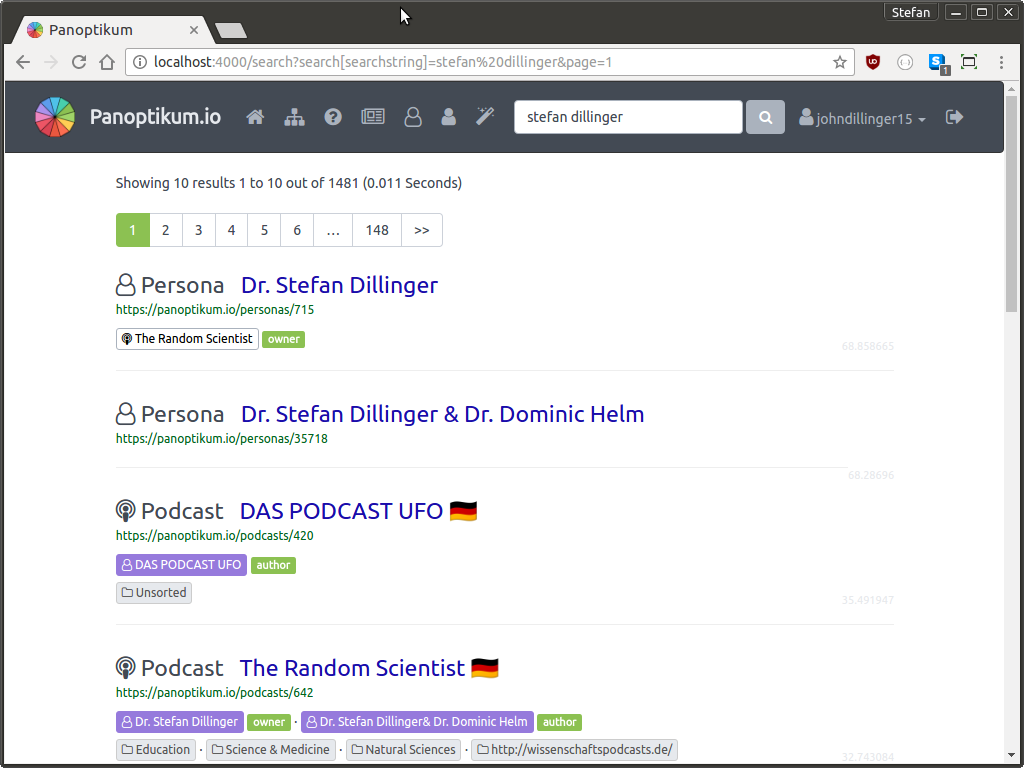 Stefan
Panoptikum
localhost:4000/search?search[searchstring]=stefan%20dillinger&page=1
UD
S
1
Panoptikum.io
stefan dillinger
johndillinger15
Showing 10 results 1 to 10 out of 1481 (0.011 Seconds)
1 2 3 4 5 6 ... 148 >>
Persona Dr. Stefan Dillinger
https://panoptikum.io/personas/715
The Random Scientist owner
68.858665
Persona Dr. Stefan Dillinger & Dr. Dominic Helm
https://panoptikum.io/personas/35718
68.28696
Podcast DAS PODCAST UFO
https://panoptikum.io/podcasts/420
DAS PODCAST UFO author
Unsorted
35.491947
Podcast The Random Scientist
https://panoptikum.io/podcasts/642
Dr. Stefan Dillinger owner · Dr. Stefan Dillinger& Dr. Dominic Helm author
Education · Science & Medicine · Natural Sciences · http://wissenschaftspodcasts.de/
32.743084